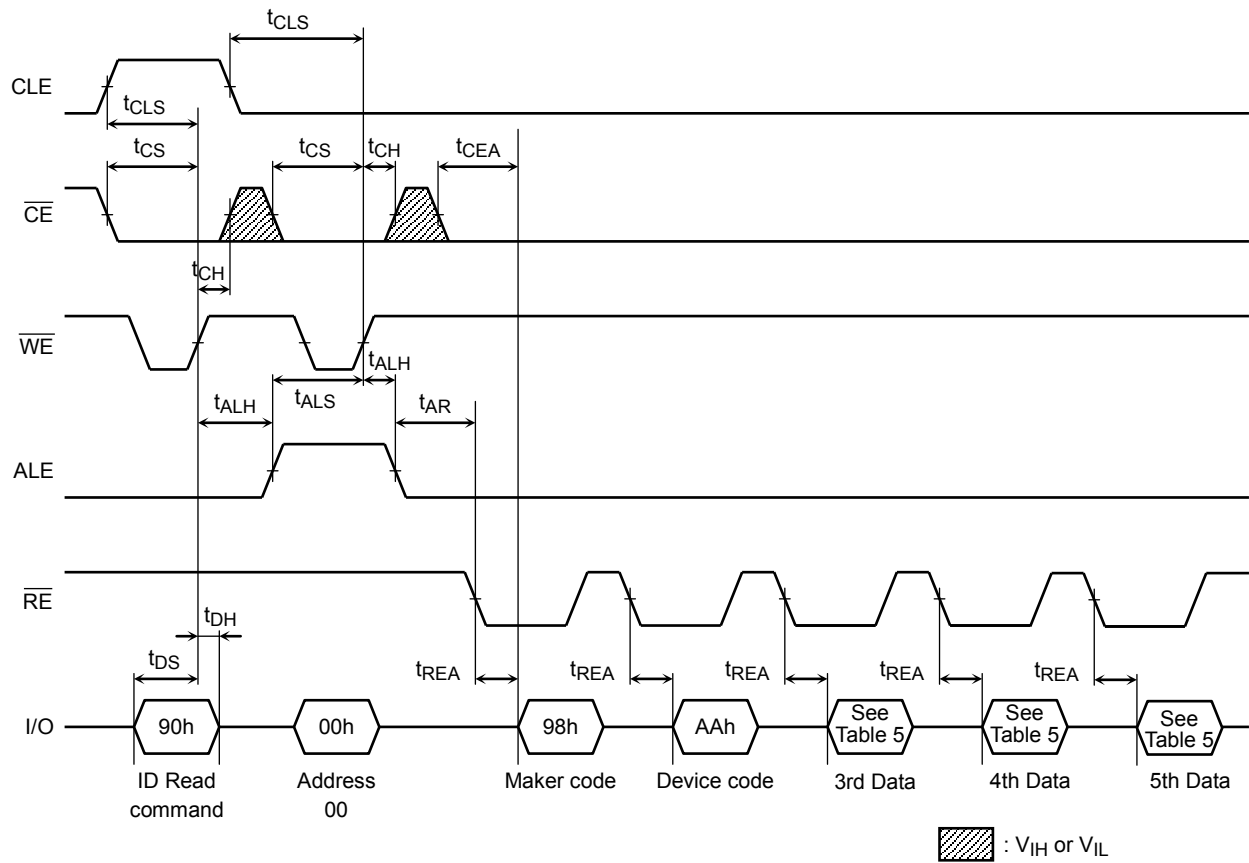 tCLS
CLE
tCLS
tCS tCS tCH tCEA
CE
tCH
WE
tALH
tALH tALS tAR
ALE
RE
tDH
tDS tREA tREA tREA tREA tREA
I/O 90h 00h 98h AAh See Table 5 See Table 5 See Table 5
ID Read command Address 00 Maker code Device code 3rd Data 4th Data 5th Data
: VIH or VIL